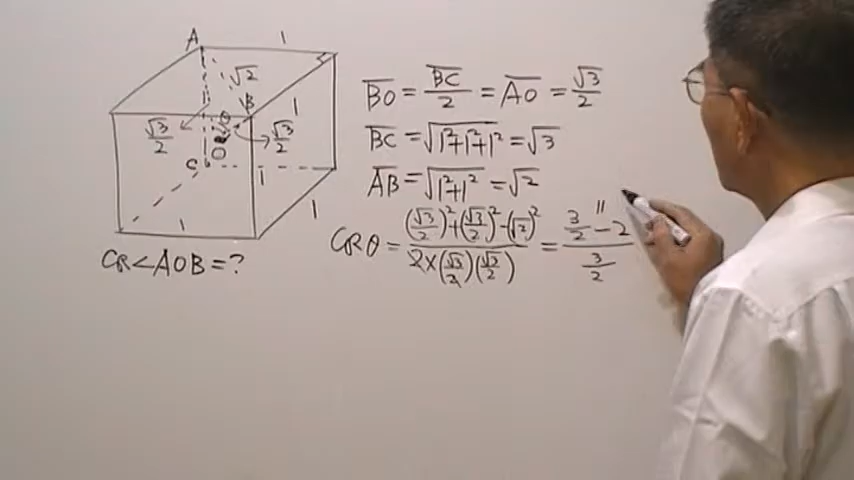 A
1
√2
B
1
θ
√3/2
√3/2
O
C
1
1
1
cos∠AOB=?
BO = BC/2 = AO = √3/2
BC = √(1²+1²+1²) = √3
AB = √(1²+1²) = √2
cosθ = ((√3/2)²+(√3/2)²-(√2)²)/(2×(√3/2)(√3/2)) = (3/2-2)/(3/2)